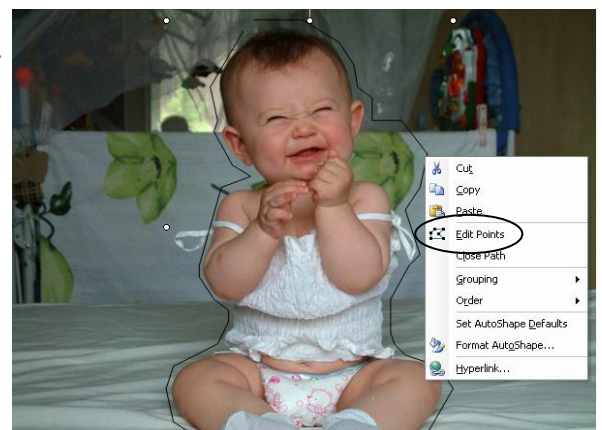 Cut
Copy
Paste
Edit Points
Close Path
Grouping
Order
Set AutoShape Defaults
Format AutoShape...
Hyperlink...